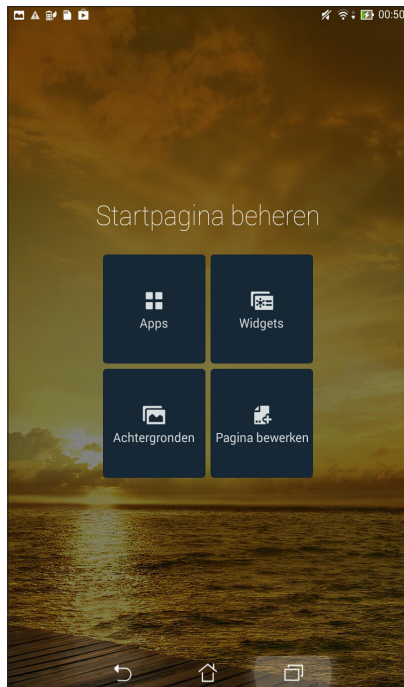 00:50
Startpagina beheren
Apps
Widgets
Achtergronden
Pagina bewerken